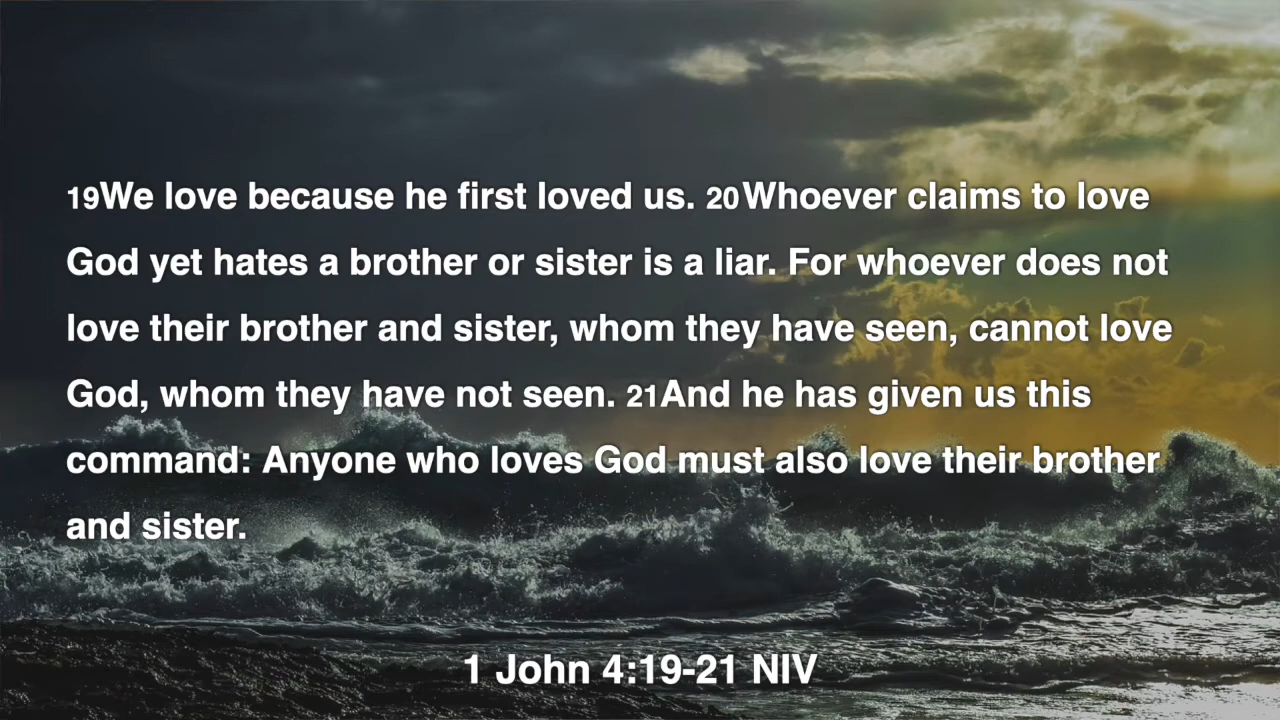 19We love because he first loved us. 20Whoever claims to love
God yet hates a brother or sister is a liar. For whoever does not
love their brother and sister, whom they have seen, cannot love
God, whom they have not seen. 21And he has given us this
command: Anyone who loves God must also love their brother
and sister.
1 John 4:19-21 NIV